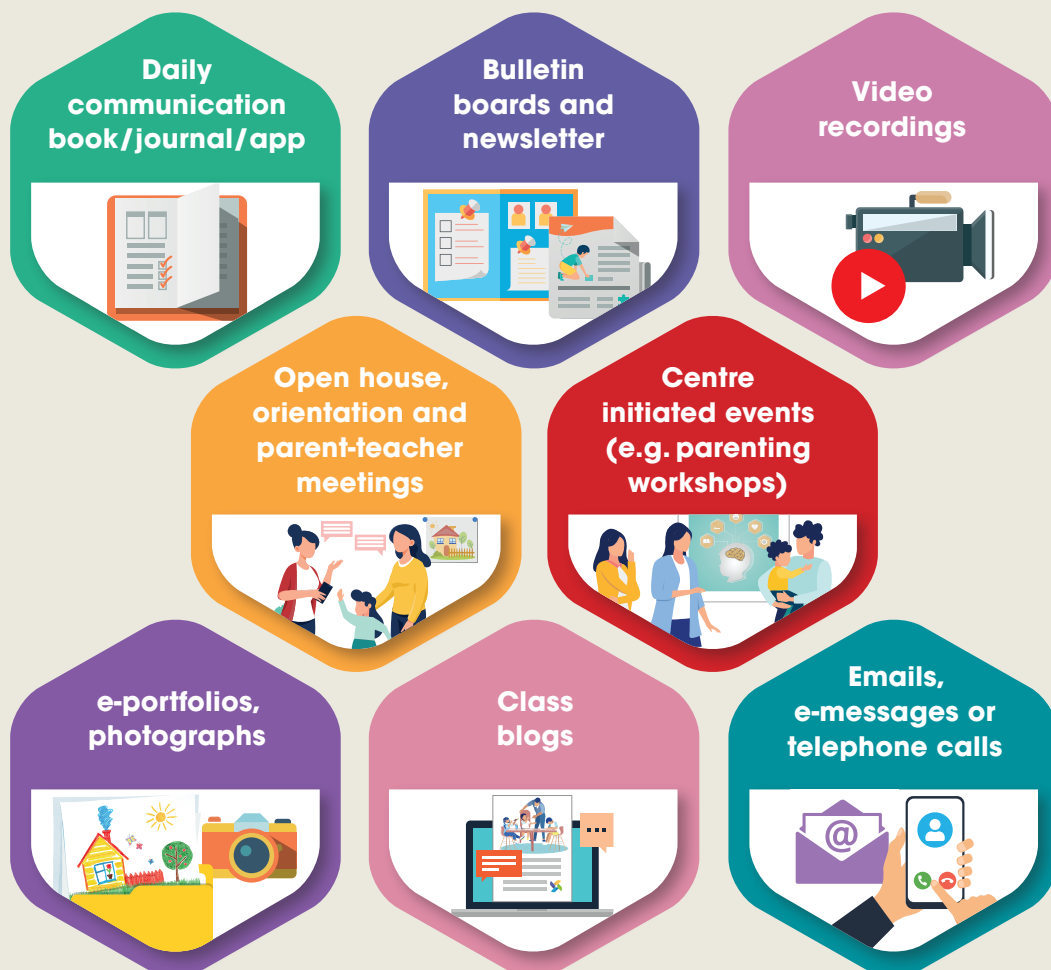 Daily
communication
book/journal/app
Bulletin
boards and
newsletter
Video
recordings
Open house,
orientation and
parent-teacher
meetings
Centre
initiated events
(e.g. parenting
workshops)
e-portfolios,
photographs
Class
blogs
Emails,
e-messages or
telephone calls
@